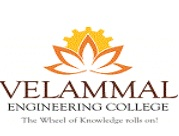 VELAMMAL
ENGINEERING COLLEGE
The Wheel of Knowledge rolls on!